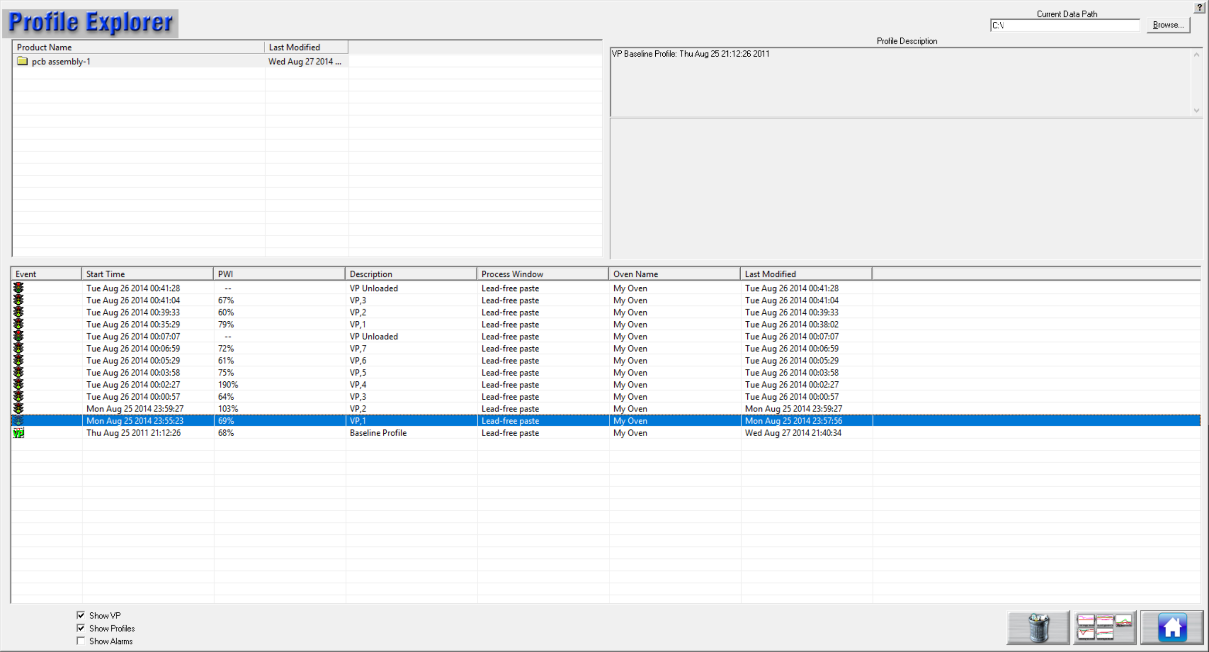 ?
Profile Explorer
Current Data Path
C:\
Browse...
Profile Description
Product Name Last Modified
pcb assembly-1 Wed Aug 27 2014 ...
VP Baseline Profile: Thu Aug 25 21:12:26 2011
Event Start Time PWI Description Process Window Oven Name Last Modified
Tue Aug 26 2014 00:41:28 -- VP Unloaded Lead-free paste My Oven Tue Aug 26 2014 00:41:28
Tue Aug 26 2014 00:41:04 67% VP,3 Lead-free paste My Oven Tue Aug 26 2014 00:41:04
Tue Aug 26 2014 00:39:33 60% VP,2 Lead-free paste My Oven Tue Aug 26 2014 00:39:33
Tue Aug 26 2014 00:35:29 79% VP,1 Lead-free paste My Oven Tue Aug 26 2014 00:38:02
Tue Aug 26 2014 00:07:07 -- VP Unloaded Lead-free paste My Oven Tue Aug 26 2014 00:07:07
Tue Aug 26 2014 00:06:59 72% VP,7 Lead-free paste My Oven Tue Aug 26 2014 00:06:59
Tue Aug 26 2014 00:05:29 61% VP,6 Lead-free paste My Oven Tue Aug 26 2014 00:05:29
Tue Aug 26 2014 00:03:58 75% VP,5 Lead-free paste My Oven Tue Aug 26 2014 00:03:58
Tue Aug 26 2014 00:02:27 190% VP,4 Lead-free paste My Oven Tue Aug 26 2014 00:02:27
Tue Aug 26 2014 00:00:57 64% VP,3 Lead-free paste My Oven Tue Aug 26 2014 00:00:57
Mon Aug 25 2014 23:59:27 103% VP,2 Lead-free paste My Oven Mon Aug 25 2014 23:59:27
Mon Aug 25 2014 23:55:23 69% VP,1 Lead-free paste My Oven Mon Aug 25 2014 23:57:56
VP Thu Aug 25 2011 21:12:26 68% Baseline Profile Lead-free paste My Oven Wed Aug 27 2014 21:40:34
Show VP
Show Profiles
Show Alarms